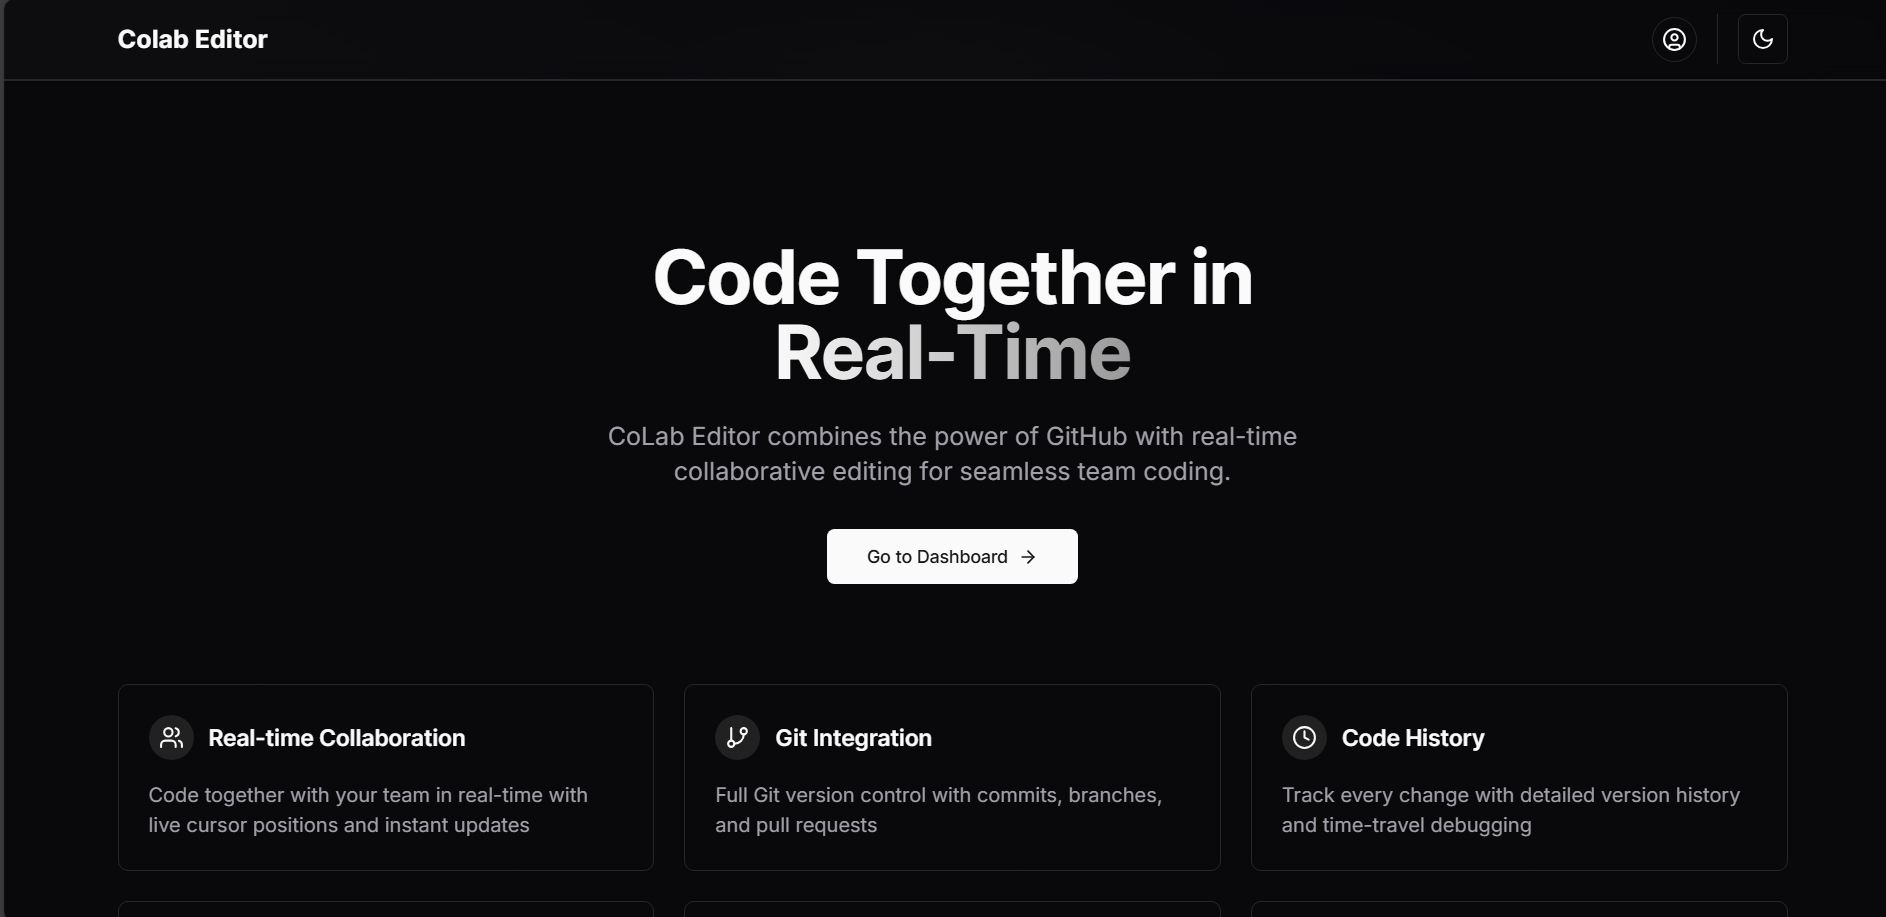 Colab Editor
Code Together in
Real-Time
CoLab Editor combines the power of GitHub with real-time
collaborative editing for seamless team coding.
Go to Dashboard
Real-time Collaboration
Code together with your team in real-time with
live cursor positions and instant updates
Git Integration
Full Git version control with commits, branches,
and pull requests
Code History
Track every change with detailed version history
and time-travel debugging